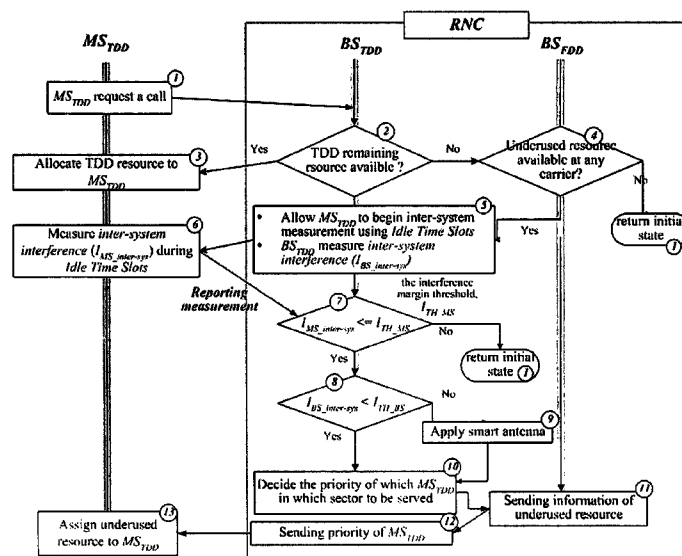 RNC
MS_TDD
BS_TDD
BS_FDD
1
MS_TDD request a call
2
TDD remaining
rsource availble ?
Yes
No
3
Allocate TDD resource to
MS_TDD
4
Underused resource
available at any
carrier?
No
Yes
return initial
state 1
5
• Allow MS_TDD to begin inter-system
measurement using Idle Time Slots
• BS_TDD measure inter-system
interference (I_BS_inter-sys)
6
Measure inter-system
interference (I_MS_inter-sys) during
Idle Time Slots
Reporting
measurement
the interference
margin threshold,
I_TH_MS
7
I_MS_inter-sys <= I_TH_MS
No
Yes
return initial
state 1
8
I_BS_inter-sys < I_TH_BS
No
Yes
9
Apply smart antenna
10
Decide the priority of which MS_TDD
in which sector to be served
11
Sending information of
underused resource
12
Sending priority of MS_TDD
13
Assign underused
resource to MS_TDD